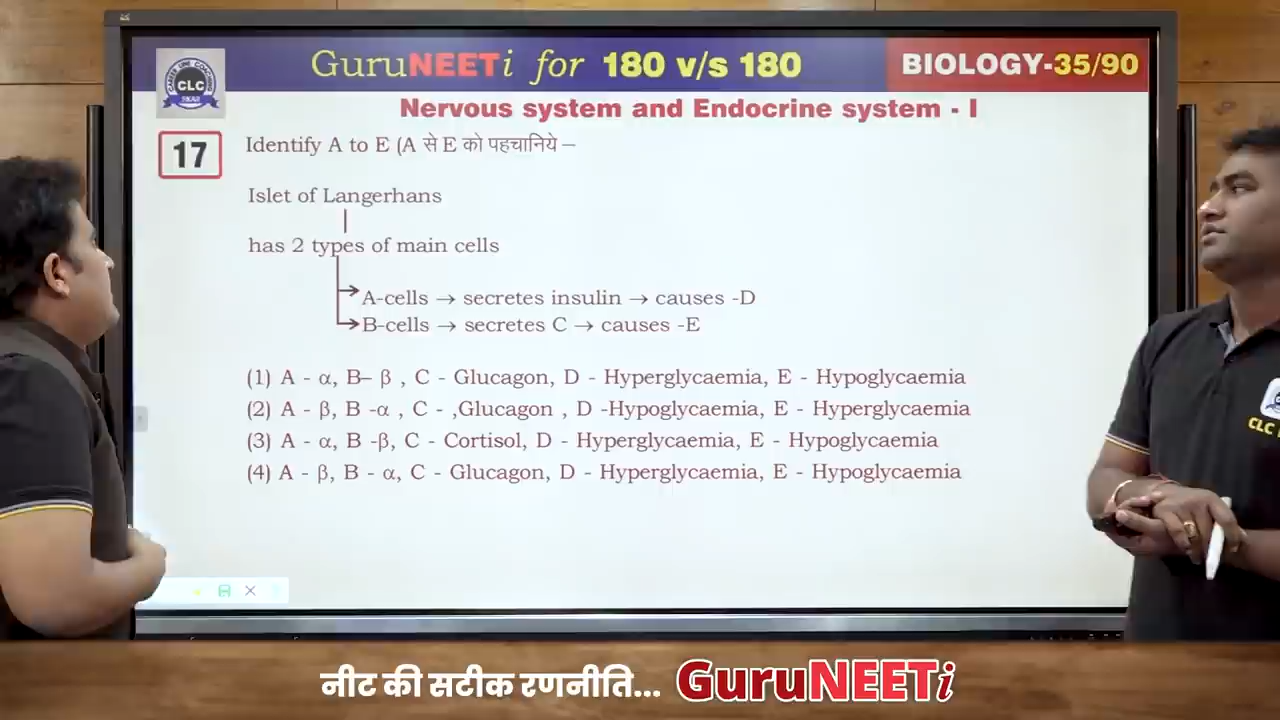 GuruNEETi for 180 v/s 180
BIOLOGY-35/90
CLC
Nervous system and Endocrine system - I
17
Identify A to E (A से E को पहचानिये –
Islet of Langerhans
has 2 types of main cells
A-cells → secretes insulin → causes -D
B-cells → secretes C → causes -E
(1) A - α, B– β , C - Glucagon, D - Hyperglycaemia, E - Hypoglycaemia
(2) A - β, B -α , C - ,Glucagon , D -Hypoglycaemia, E - Hyperglycaemia
(3) A - α, B -β, C - Cortisol, D - Hyperglycaemia, E - Hypoglycaemia
(4) A - β, B - α, C - Glucagon, D - Hyperglycaemia, E - Hypoglycaemia
CLC
नीट की सटीक रणनीति... GuruNEETi